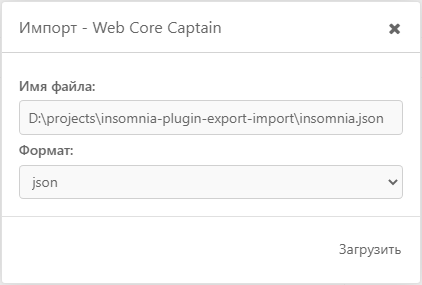 Импорт - Web Core Captain
Имя файла:
D:\projects\insomnia-plugin-export-import\insomnia.json
Формат:
json
Загрузить